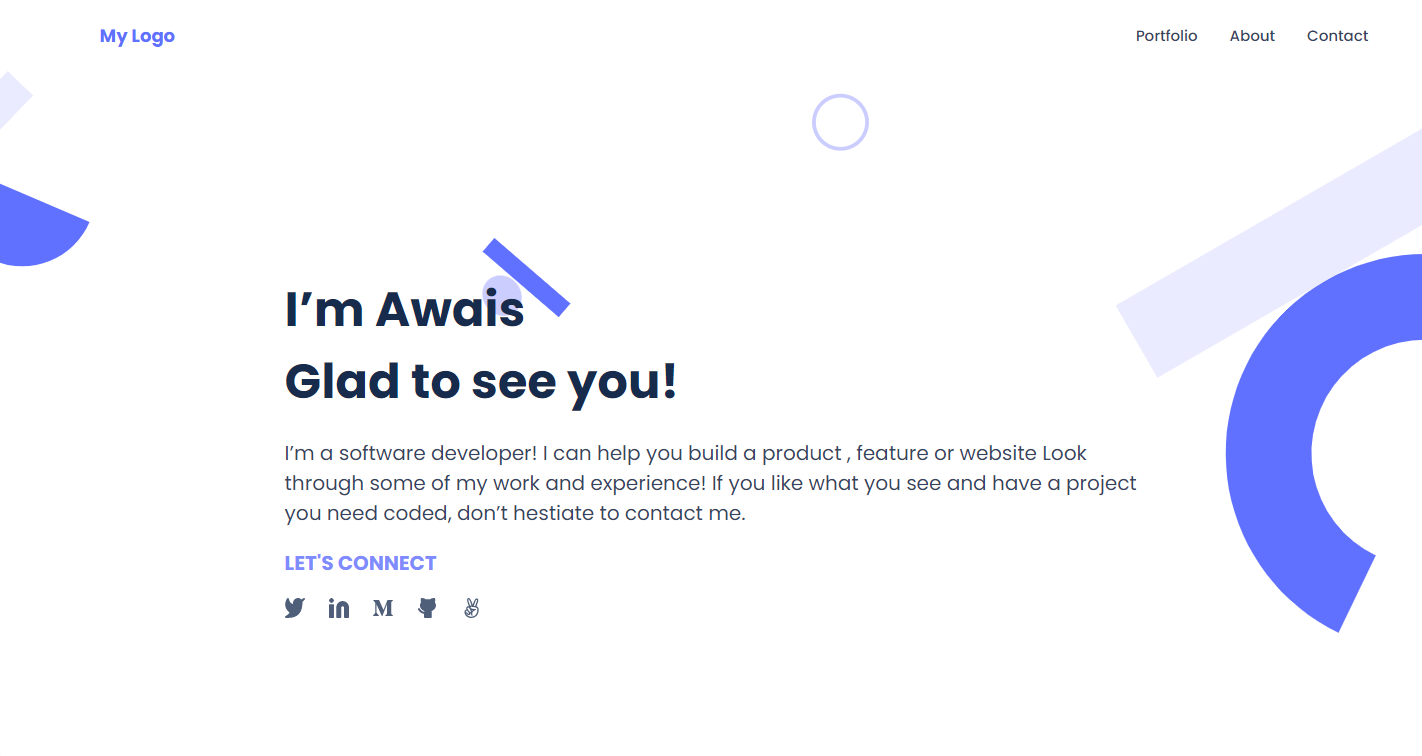 My Logo
Portfolio About Contact
I’m Awais
Glad to see you!
I’m a software developer! I can help you build a product , feature or website Look
through some of my work and experience! If you like what you see and have a project
you need coded, don’t hestiate to contact me.
LET'S CONNECT